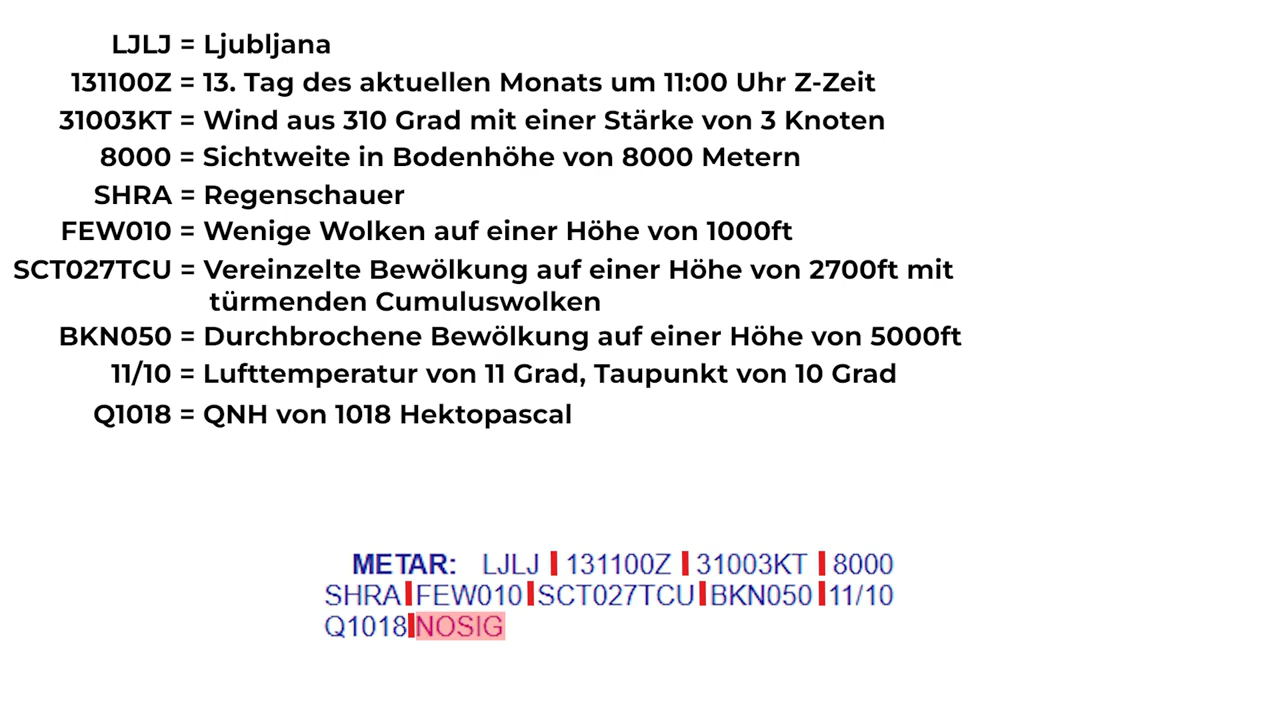 LJLJ = Ljubljana
131100Z = 13. Tag des aktuellen Monats um 11:00 Uhr Z-Zeit
31003KT = Wind aus 310 Grad mit einer Stärke von 3 Knoten
8000 = Sichtweite in Bodenhöhe von 8000 Metern
SHRA = Regenschauer
FEW010 = Wenige Wolken auf einer Höhe von 1000ft
SCT027TCU = Vereinzelte Bewölkung auf einer Höhe von 2700ft mit
türmenden Cumuluswolken
BKN050 = Durchbrochene Bewölkung auf einer Höhe von 5000ft
11/10 = Lufttemperatur von 11 Grad, Taupunkt von 10 Grad
Q1018 = QNH von 1018 Hektopascal
METAR: LJLJ 131100Z 31003KT 8000
SHRA FEW010 SCT027TCU BKN050 11/10
Q1018 NOSIG